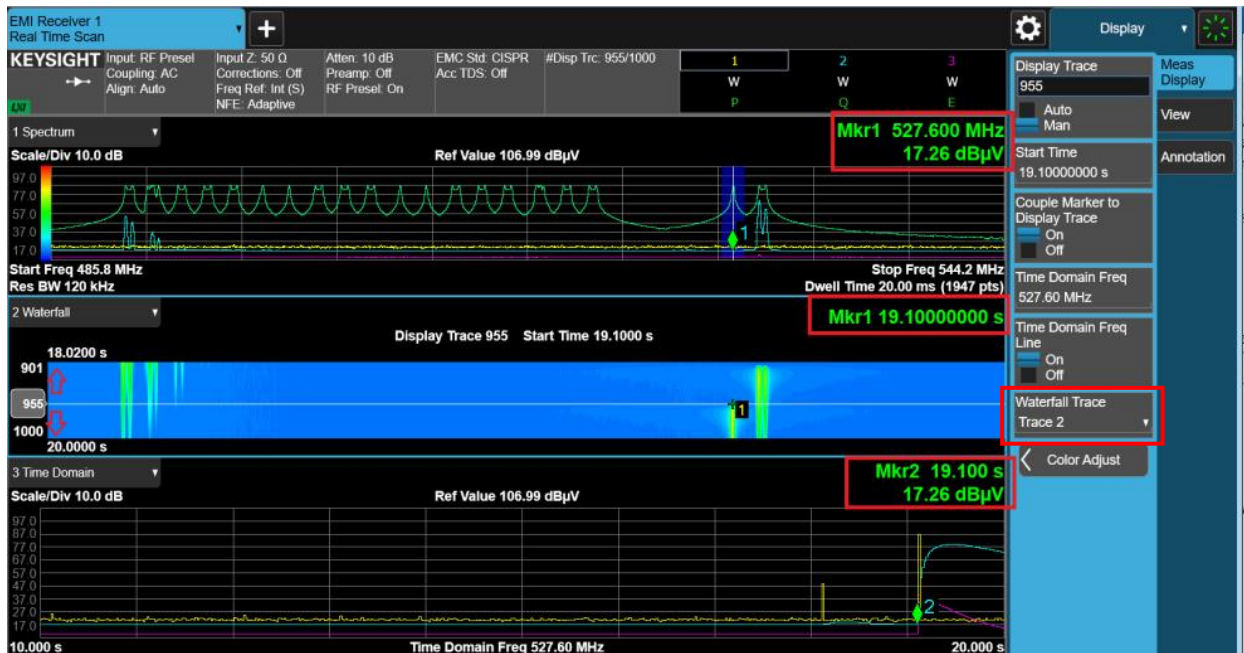 EMI Receiver 1
Real Time Scan
+
Display
KEYSIGHT
LXI
Input: RF Presel
Coupling: AC
Align: Auto
Input Z: 50 Ω
Corrections: Off
Freq Ref: Int (S)
NFE: Adaptive
Atten: 10 dB
Preamp: Off
RF Presel: On
EMC Std: CISPR
Acc TDS: Off
#Disp Trc: 955/1000
1 2 3
W W W
P Q E
1 Spectrum
Mkr1 527.600 MHz
Scale/Div 10.0 dB
Ref Value 106.99 dBµV
17.26 dBµV
97.0
77.0
57.0
37.0
17.0
1
Start Freq 485.8 MHz
Stop Freq 544.2 MHz
Res BW 120 kHz
Dwell Time 20.00 ms (1947 pts)
2 Waterfall
Mkr1 19.10000000 s
Display Trace 955 Start Time 19.1000 s
18.0200 s
901
955
1
1000
20.0000 s
3 Time Domain
Mkr2 19.100 s
Scale/Div 10.0 dB
Ref Value 106.99 dBµV
17.26 dBµV
97.0
87.0
77.0
67.0
57.0
47.0
37.0
27.0
17.0
2
10.000 s
Time Domain Freq 527.60 MHz
20.000 s
Display Trace
955
Auto
Man
Start Time
19.10000000 s
Couple Marker to
Display Trace
On
Off
Time Domain Freq
527.60 MHz
Time Domain Freq
Line
On
Off
Waterfall Trace
Trace 2
Color Adjust
Meas
Display
View
Annotation